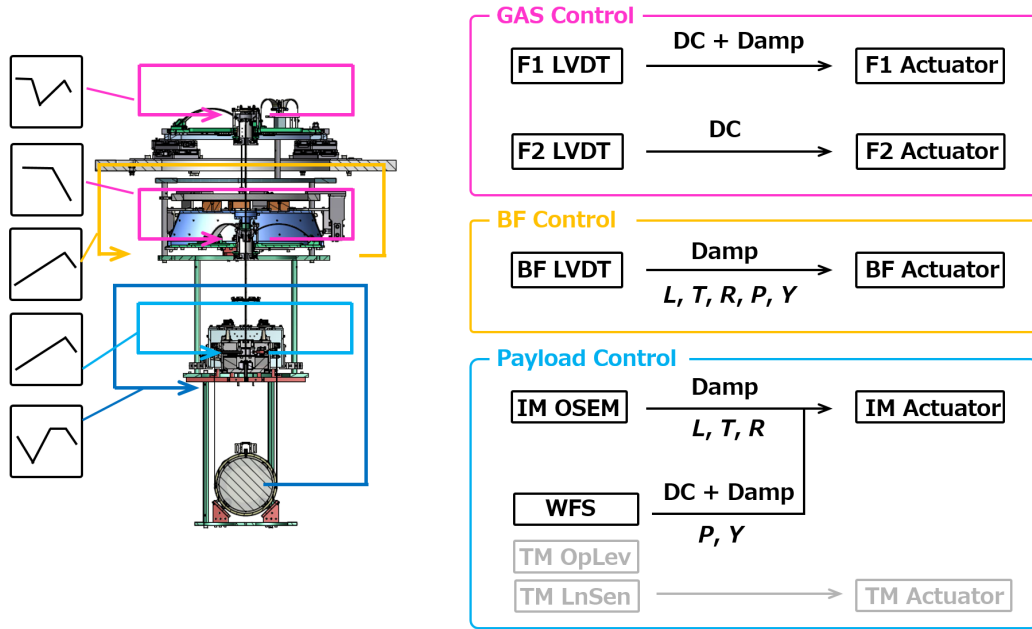 GAS Control
F1 LVDT
DC + Damp
F1 Actuator
F2 LVDT
DC
F2 Actuator
BF Control
BF LVDT
Damp
L, T, R, P, Y
BF Actuator
Payload Control
IM OSEM
Damp
L, T, R
IM Actuator
WFS
DC + Damp
P, Y
TM OpLev
TM LnSen
TM Actuator